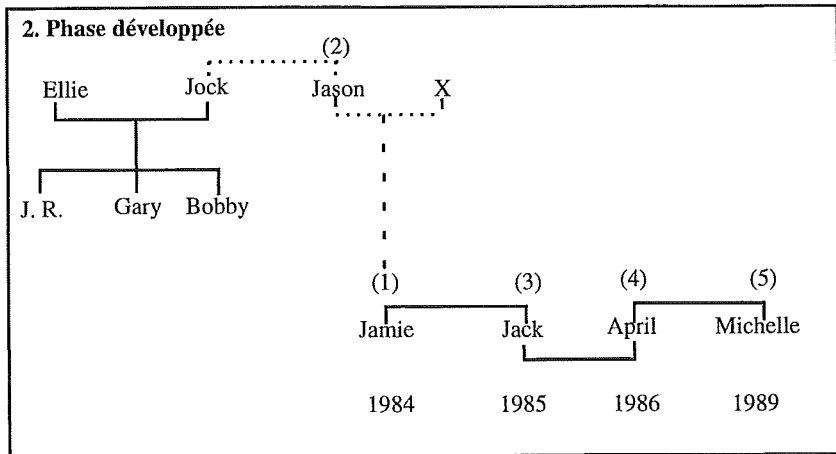 2. Phase développée
(2)
Ellie Jock Jason X
J. R. Gary Bobby
(1) (3) (4) (5)
Jamie Jack April Michelle
1984 1985 1986 1989